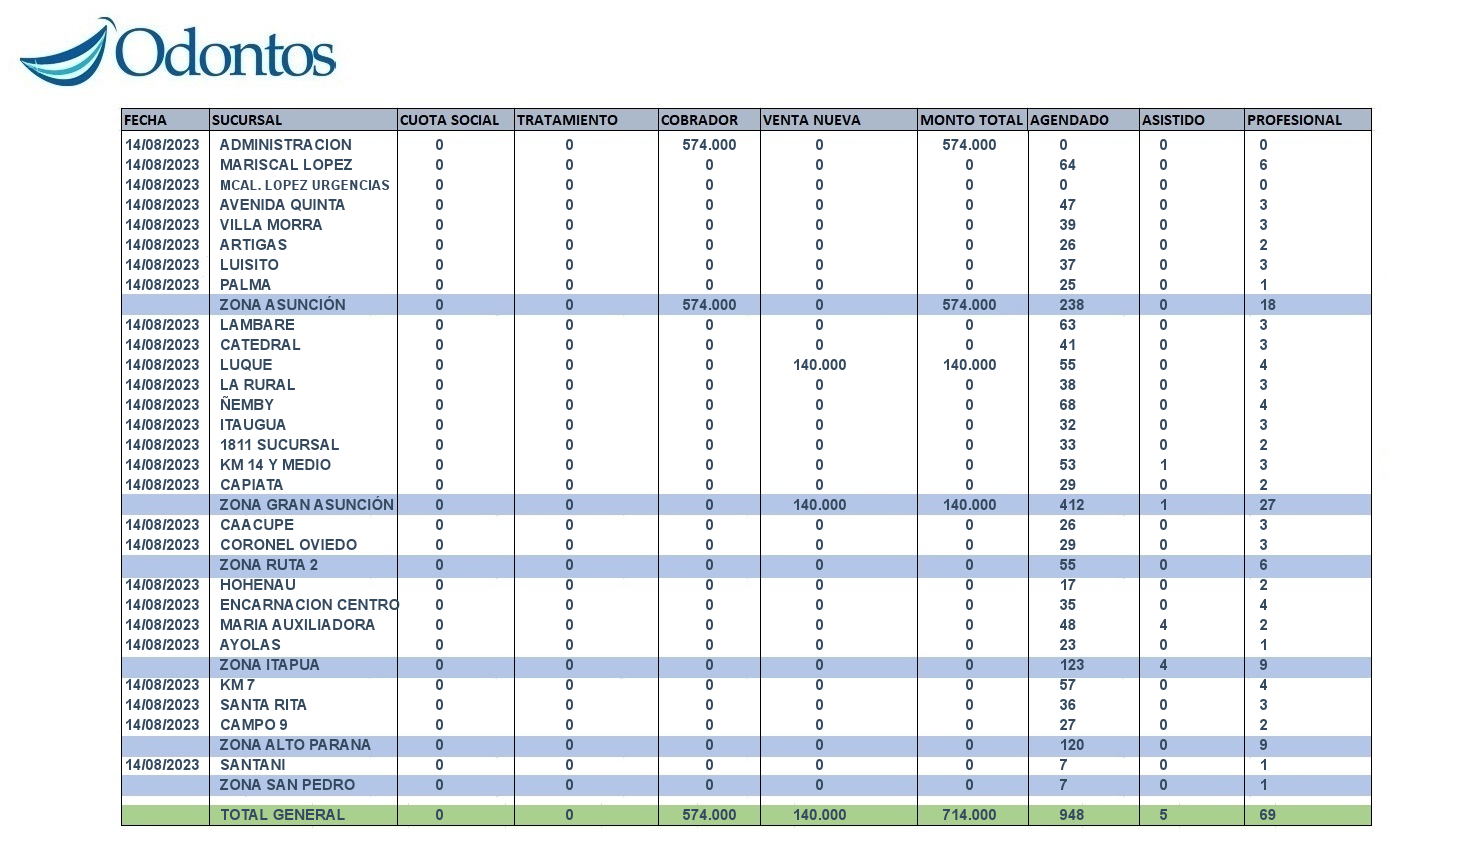 Odontos
FECHA SUCURSAL CUOTA SOCIAL TRATAMIENTO COBRADOR VENTA NUEVA MONTO TOTAL AGENDADO ASISTIDO PROFESIONAL
14/08/2023 ADMINISTRACION 0 0 574.000 0 574.000 0 0 0
14/08/2023 MARISCAL LOPEZ 0 0 0 0 0 64 0 6
14/08/2023 MCAL. LOPEZ URGENCIAS 0 0 0 0 0 0 0 0
14/08/2023 AVENIDA QUINTA 0 0 0 0 0 47 0 3
14/08/2023 VILLA MORRA 0 0 0 0 0 39 0 3
14/08/2023 ARTIGAS 0 0 0 0 0 26 0 2
14/08/2023 LUISITO 0 0 0 0 0 37 0 3
14/08/2023 PALMA 0 0 0 0 0 25 0 1
ZONA ASUNCIÓN 0 0 574.000 0 574.000 238 0 18
14/08/2023 LAMBARE 0 0 0 0 0 63 0 3
14/08/2023 CATEDRAL 0 0 0 0 0 41 0 3
14/08/2023 LUQUE 0 0 0 140.000 140.000 55 0 4
14/08/2023 LA RURAL 0 0 0 0 0 38 0 3
14/08/2023 ÑEMBY 0 0 0 0 0 68 0 4
14/08/2023 ITAUGUA 0 0 0 0 0 32 0 3
14/08/2023 1811 SUCURSAL 0 0 0 0 0 33 0 2
14/08/2023 KM 14 Y MEDIO 0 0 0 0 0 53 1 3
14/08/2023 CAPIATA 0 0 0 0 0 29 0 2
ZONA GRAN ASUNCIÓN 0 0 0 140.000 140.000 412 1 27
14/08/2023 CAACUPE 0 0 0 0 0 26 0 3
14/08/2023 CORONEL OVIEDO 0 0 0 0 0 29 0 3
ZONA RUTA 2 0 0 0 0 0 55 0 6
14/08/2023 HOHENAU 0 0 0 0 0 17 0 2
14/08/2023 ENCARNACION CENTRO 0 0 0 0 0 35 0 4
14/08/2023 MARIA AUXILIADORA 0 0 0 0 0 48 4 2
14/08/2023 AYOLAS 0 0 0 0 0 23 0 1
ZONA ITAPUA 0 0 0 0 0 123 4 9
14/08/2023 KM 7 0 0 0 0 0 57 0 4
14/08/2023 SANTA RITA 0 0 0 0 0 36 0 3
14/08/2023 CAMPO 9 0 0 0 0 0 27 0 2
ZONA ALTO PARANA 0 0 0 0 0 120 0 9
14/08/2023 SANTANI 0 0 0 0 0 7 0 1
ZONA SAN PEDRO 0 0 0 0 0 7 0 1
TOTAL GENERAL 0 0 574.000 140.000 714.000 948 5 69